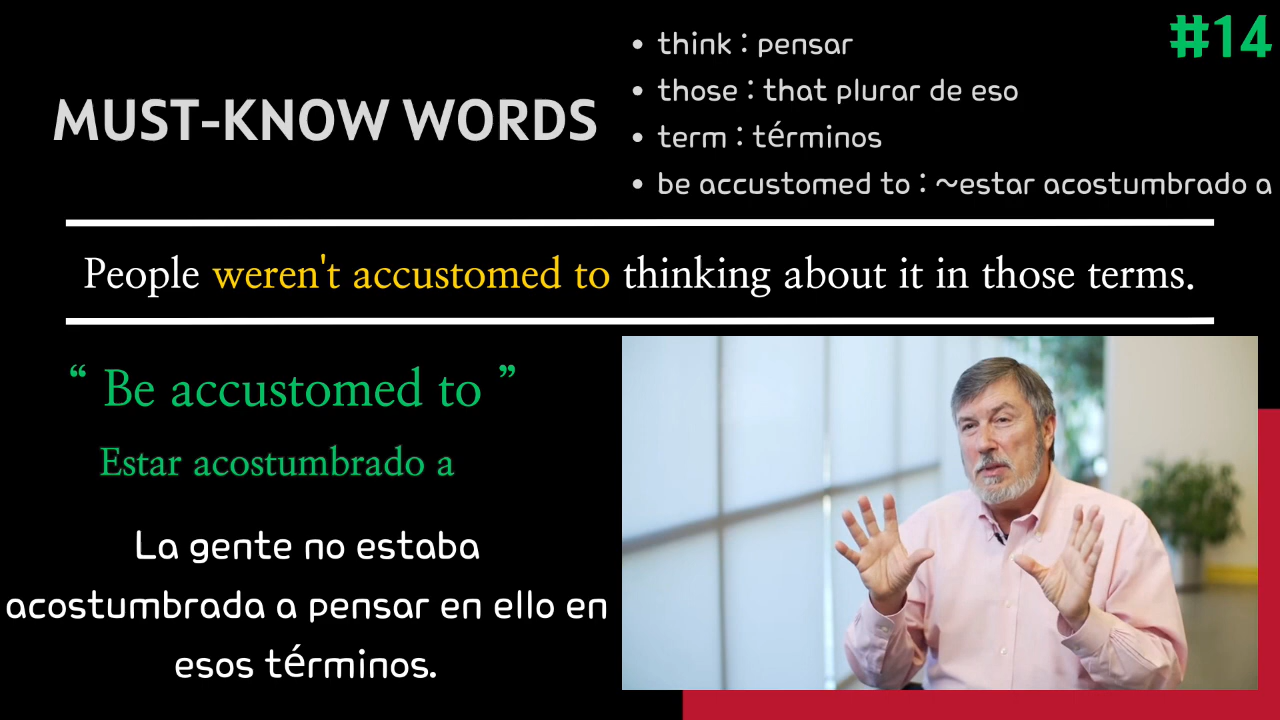 #14
MUST-KNOW WORDS
• think : pensar
• those : that plurar de eso
• term : términos
• be accustomed to : ~estar acostumbrado a
People weren't accustomed to thinking about it in those terms.
“ Be accustomed to ”
Estar acostumbrado a
La gente no estaba
acostumbrada a pensar en ello en
esos términos.